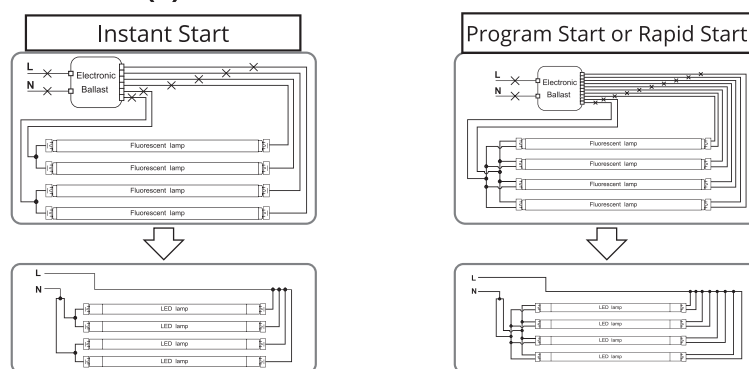 Instant Start
L
N
Electronic
Ballast
Fluorescent lamp
Fluorescent lamp
Fluorescent lamp
Fluorescent lamp
L
N
LED lamp
LED lamp
LED lamp
LED lamp
Program Start or Rapid Start
L
N
Electronic
Ballast
Fluorescent lamp
Fluorescent lamp
Fluorescent lamp
Fluorescent lamp
L
N
LED lamp
LED lamp
LED lamp
LED lamp